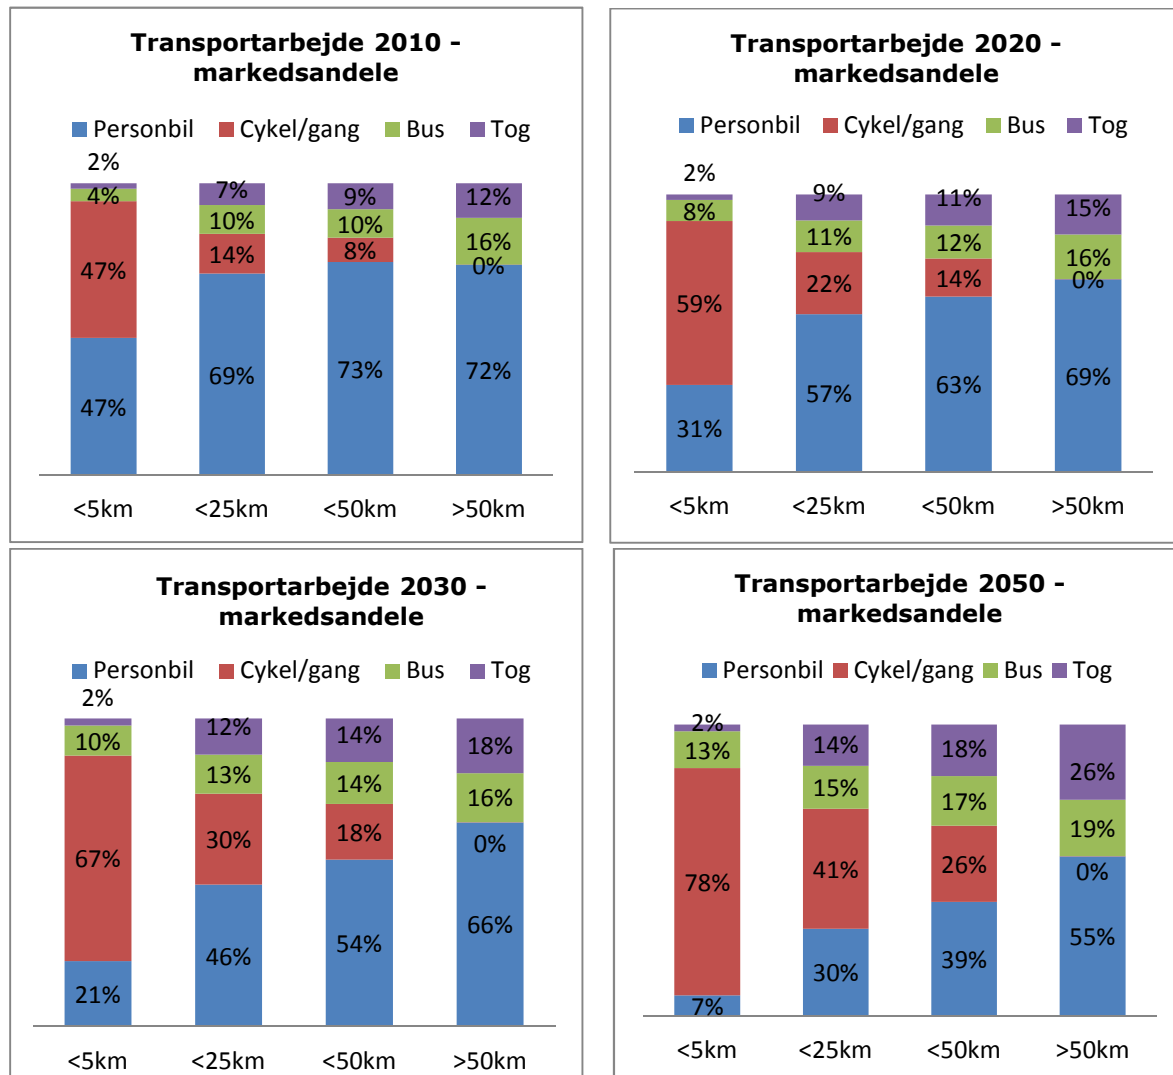 Transportarbejde 2010 -
markedsandele
Personbil Cykel/gang Bus Tog
2%
4% 7% 9% 12%
47% 10% 10% 16%
14% 8% 0%
47% 69% 73% 72%
<5km <25km <50km >50km
Transportarbejde 2020 -
markedsandele
Personbil Cykel/gang Bus Tog
2%
8% 9% 11% 15%
59% 11% 12% 16%
22% 14% 0%
31% 57% 63% 69%
<5km <25km <50km >50km
Transportarbejde 2030 -
markedsandele
Personbil Cykel/gang Bus Tog
2%
10% 12% 14% 18%
67% 13% 14% 16%
30% 18% 0%
21% 46% 54% 66%
<5km <25km <50km >50km
Transportarbejde 2050 -
markedsandele
Personbil Cykel/gang Bus Tog
2%
13% 14% 18% 26%
78% 15% 17% 19%
41% 26% 0%
7% 30% 39% 55%
<5km <25km <50km >50km